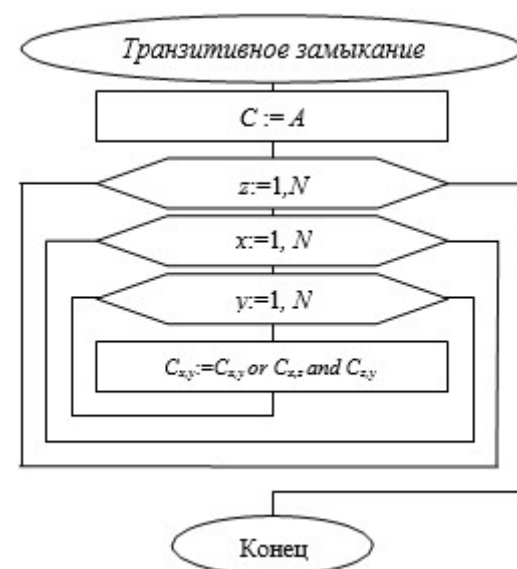 Транзитивное замыкание
C := A
z:=1,N
x:=1, N
y:=1, N
Cx,y:=Cx,y or Cx,z and Cz,y
Конец